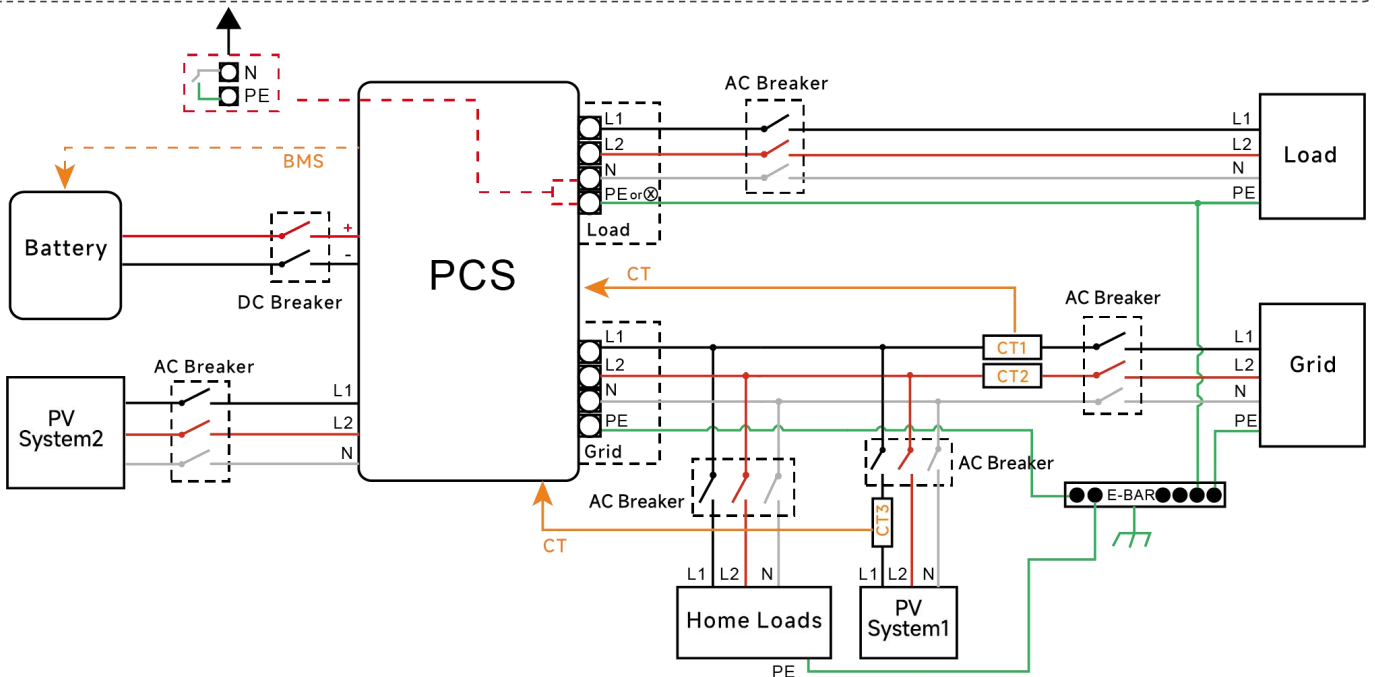 N
PE
BMS
Battery
+
-
DC Breaker
PCS
L1
L2
N
PE or ⓧ
Load
AC Breaker
L1
L2
N
PE
Load
CT
AC Breaker
L1
L2
N
PE
Grid
CT1
CT2
L1
L2
N
PE
Grid
AC Breaker
PV
System2
L1
L2
N
AC Breaker
AC Breaker
CT3
CT
E-BAR
L1 L2 N
Home Loads
PE
L1 L2 N
PV
System1